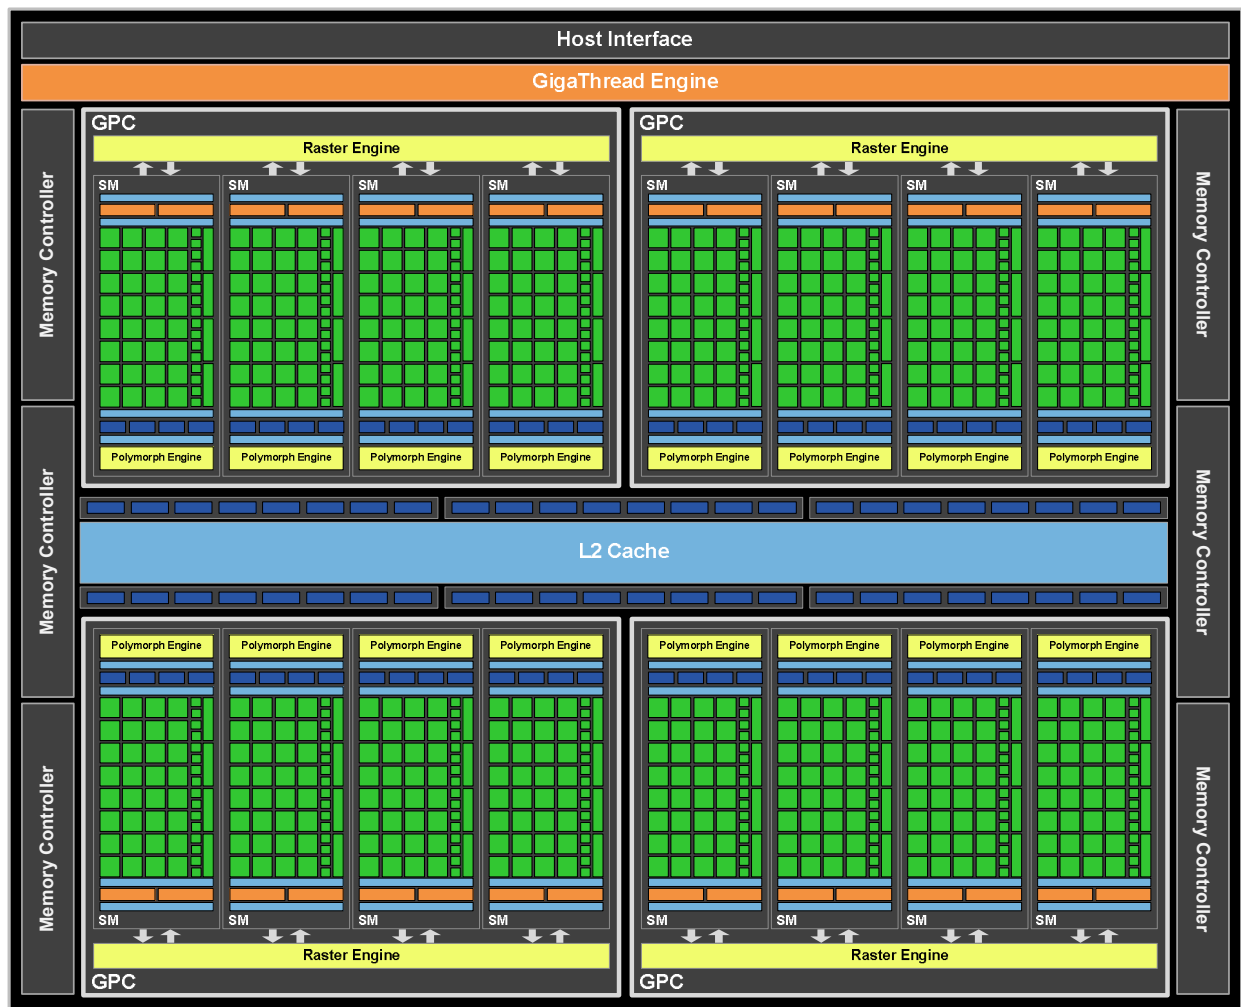 Host Interface
GigaThread Engine
GPC
GPC
Raster Engine
Raster Engine
SM
SM
SM
SM
SM
SM
SM
SM
Memory Controller
Memory Controller
Polymorph Engine
Polymorph Engine
Polymorph Engine
Polymorph Engine
Polymorph Engine
Polymorph Engine
Polymorph Engine
Polymorph Engine
Memory Controller
L2 Cache
Memory Controller
Polymorph Engine
Polymorph Engine
Polymorph Engine
Polymorph Engine
Polymorph Engine
Polymorph Engine
Polymorph Engine
Polymorph Engine
Memory Controller
Memory Controller
SM
SM
SM
SM
SM
SM
SM
SM
Raster Engine
Raster Engine
GPC
GPC